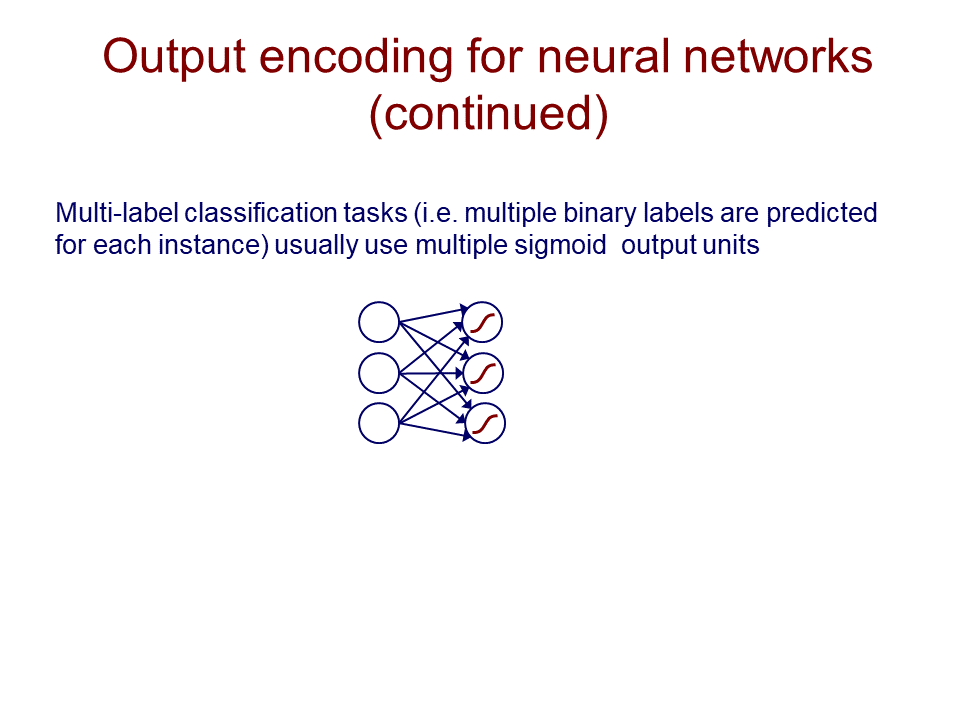 Output encoding for neural networks
(continued)
Multi-label classification tasks (i.e. multiple binary labels are predicted
for each instance) usually use multiple sigmoid  output units